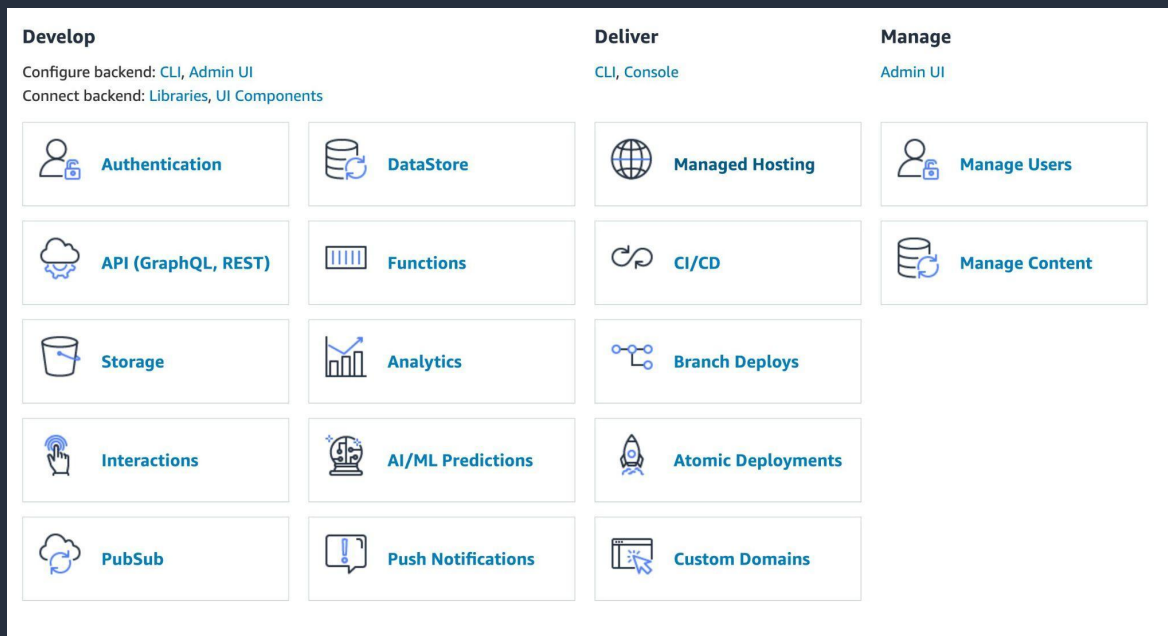 Develop
Configure backend: CLI, Admin UI
Connect backend: Libraries, UI Components
Authentication
DataStore
API (GraphQL, REST)
Functions
Storage
Analytics
Interactions
AI/ML Predictions
PubSub
Push Notifications
Deliver
CLI, Console
Managed Hosting
CI/CD
Branch Deploys
Atomic Deployments
Custom Domains
Manage
Admin UI
Manage Users
Manage Content